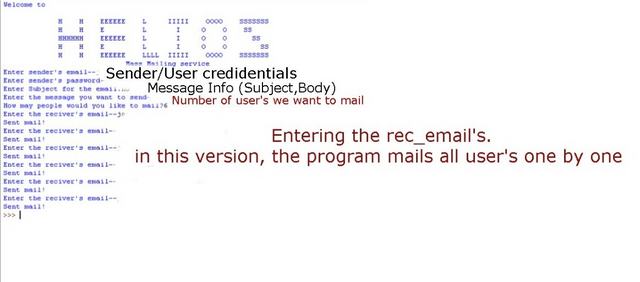 Welcome to
H H EEEEEE L IIIII OOOO SSSSSSS
H H E L I O O SS
HHHHHH EEEEEE L I O O SS
H H E L I O O SS
H H EEEEEE LLLL IIIII OOOO SSSSSSS
Mass Mailing service
Enter sender's email-- Sender/User credidentials
Enter sender's password-
Enter Subject for the email... Message Info (Subject,Body)
Enter the message you want to send-
How may people would you like to mail?6 Number of user's we want to mail
Enter the reciver's email--
Sent mail!
Enter the reciver's email--
Sent mail!
Enter the reciver's email--
Sent mail!
Enter the reciver's email--
Sent mail!
Enter the reciver's email--
Sent mail!
Enter the reciver's email--
Sent mail!
>>>
Entering the rec_email's.
in this version, the program mails all user's one by one